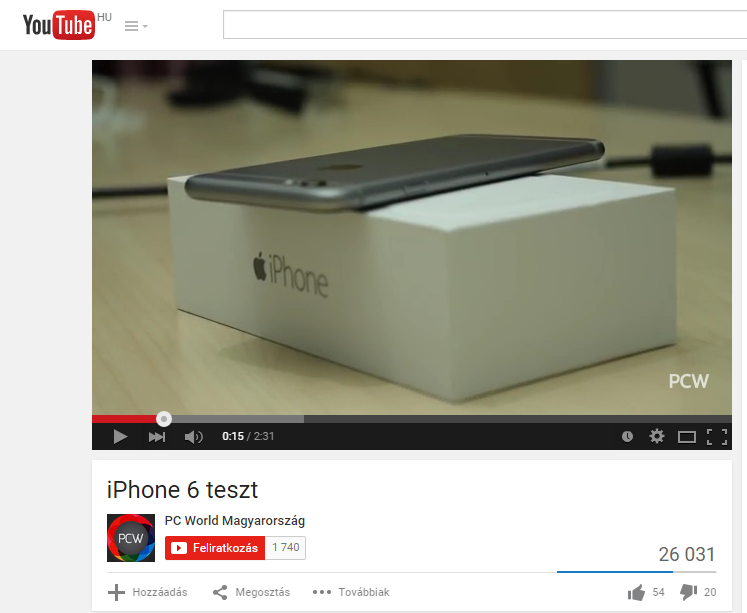 YouTube HU
iPhone
PCW
0:15 / 2:31
iPhone 6 teszt
PCW
PC World Magyarország
Feliratkozás 1 740
26 031
Hozzáadás Megosztás Továbbiak 54 20